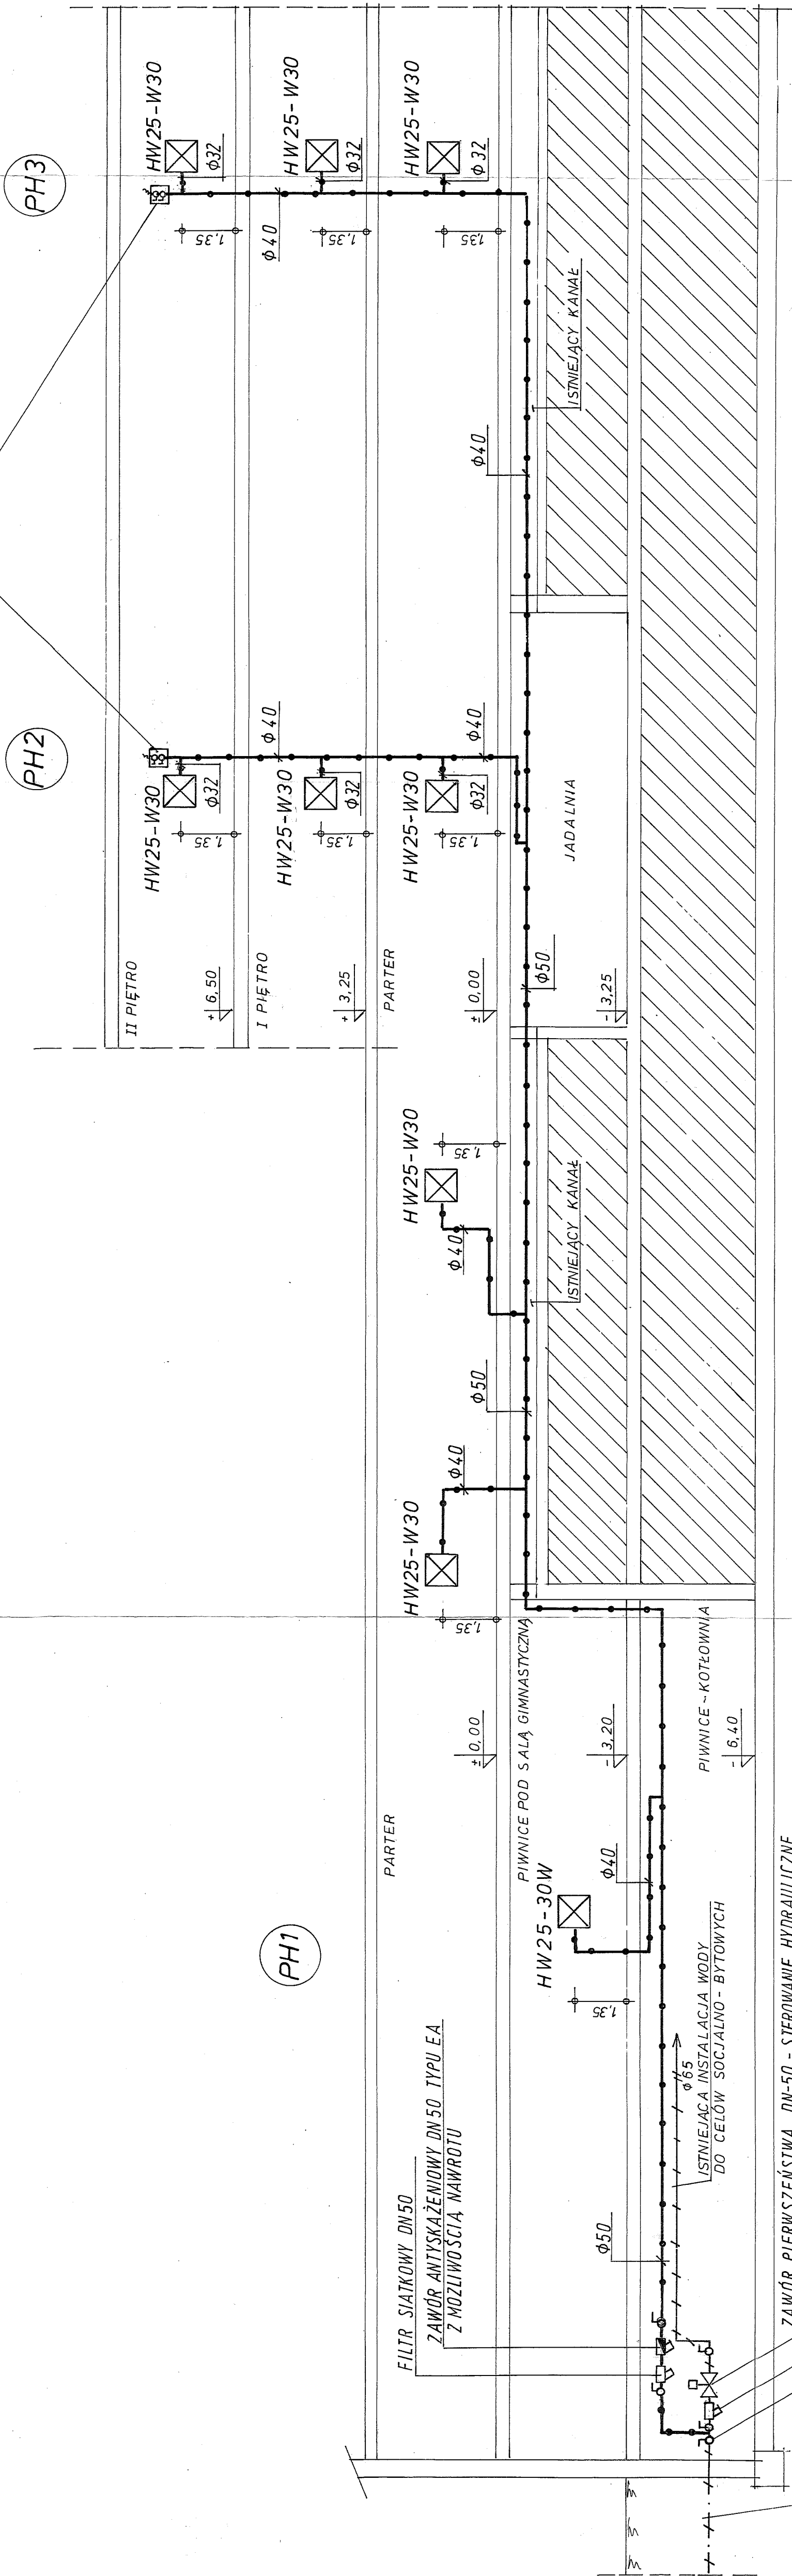 PH3
HW25-W30
HW25-W30
HW25-W30
φ32
φ32
φ32
1,35
1,35
1,35
φ40
ISTNIEJĄCY KANAŁ
φ40
PH2
φ40
φ40
HW25-W30
HW25-W30
HW25-W30
φ32
φ32
φ32
1,35
1,35
1,35
JADALNIA
II PIĘTRO
I PIĘTRO
PARTER
+ 6,50
+ 3,25
± 0,00
- 3,25
φ50
HW25-W30
1,35
φ40
ISTNIEJĄCY KANAŁ
φ50
φ40
HW25-W30
1,35
PIWNICE POD SALĄ GIMNASTYCZNĄ
PIWNICE-KOTŁOWNIA
± 0,00
- 3,20
- 6,40
PARTER
φ40
HW25-30W
1,35
PH1
ISTNIEJĄCA INSTALACJA WODY
DO CELÓW SOCJALNO - BYTOWYCH
φ65
FILTR SIATKOWY DN50
ZAWÓR ANTYSKAŻENIOWY DN50 TYPU EA
Z MOŻLIWOŚCIĄ NAWROTU
φ50
ZAWÓR PIERWSZEŃSTWA DN-50 - STEROWANIE HYDRAULICZNE